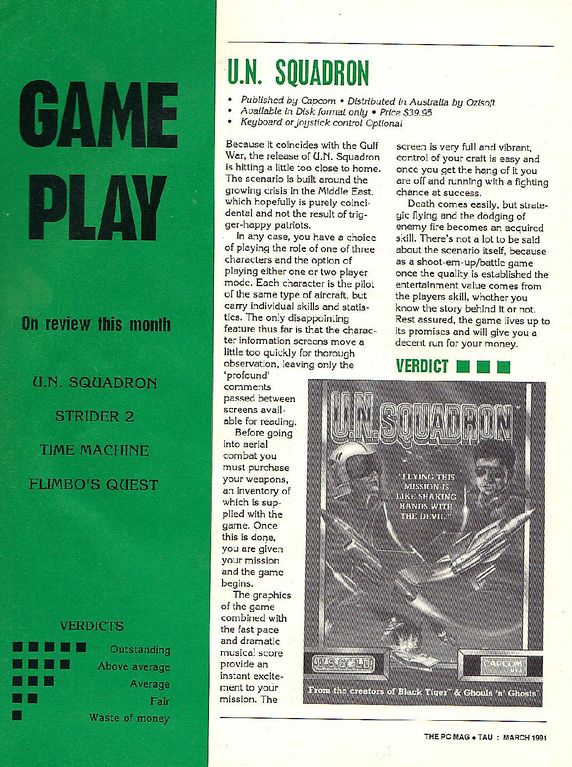 GAME
PLAY
On review this month
U.N. SQUADRON
STRIDER 2
TIME MACHINE
FLIMBO'S QUEST
VERDICTS
Outstanding
Above average
Average
Fair
Waste of money
U.N. SQUADRON
• Published by Capcom • Distributed in Australia by Ozisoft
• Available in Disk format only • Price $39.95
• Keyboard or joystick control Optional
Because it coincides with the Gulf
War, the release of U.N. Squadron
is hitting a little too close to home.
The scenario is built around the
growing crisis in the Middle East,
which hopefully is purely coinci-
dental and not the result of trig-
ger-happy patriots.
In any case, you have a choice
of playing the role of one of three
characters and the option of
playing either one or two player
mode. Each character is the pilot
of the same type of aircraft, but
carry individual skills and statis-
tics. The only disappointing
feature thus far is that the charac-
ter information screens move a
little too quickly for thorough
observation, leaving only the
'profound'
comments
passed between
screens avail-
able for reading.
Before going
into aerial
combat you
must purchase
your weapons,
an inventory of
which is sup-
plied with the
game. Once
this is done,
you are given
your mission
and the game
begins.
The graphics
of the game
combined with
the fast pace
and dramatic
musical score
provide an
instant excite-
ment to your
mission. The
screen is very full and vibrant,
control of your craft is easy and
once you get the hang of it you
are off and running with a fighting
chance at success.
Death comes easily, but strate-
gic flying and the dodging of
enemy fire becomes an acquired
skill. There's not a lot to be said
about the scenario itself, because
as a shoot-em-up/battle game
once the quality is established the
entertainment value comes from
the players skill, whether you
know the story behind it or not.
Rest assured, the game lives up to
its promises and will give you a
decent run for your money.
VERDICT
U.N. SQUADRON™
"FLYING THIS
MISSION IS
LIKE SHAKING
HANDS WITH
THE DEVIL."
U.S. GOLD
CAPCOM
USA
From the creators of Black Tiger™ & Ghouls 'n' Ghosts™
THE PC MAG • TAU : MARCH 1991